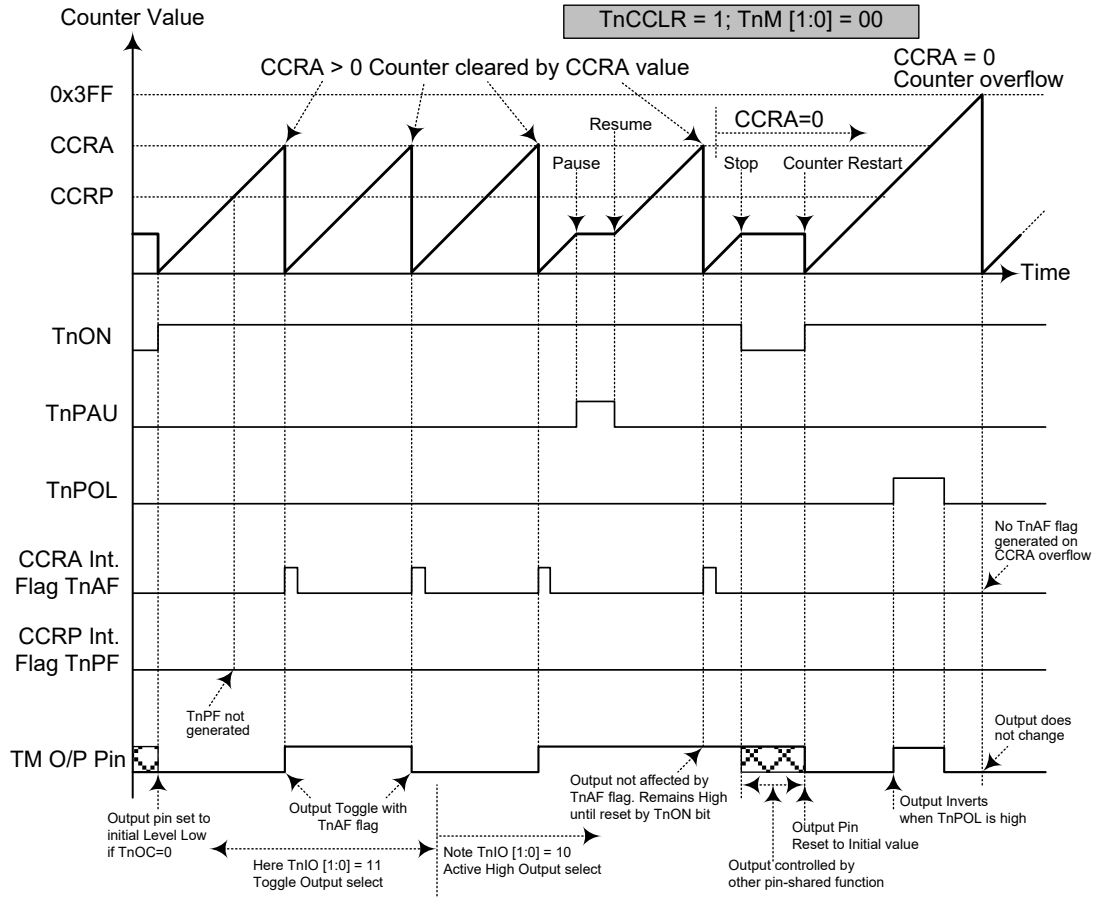 Counter Value
TnCCLR = 1; TnM [1:0] = 00
CCRA > 0 Counter cleared by CCRA value
CCRA = 0
Counter overflow
0x3FF
CCRA
CCRP
Resume
CCRA=0
Pause
Stop
Counter Restart
Time
TnON
TnPAU
TnPOL
No TnAF flag
generated on
CCRA overflow
CCRA Int.
Flag TnAF
CCRP Int.
Flag TnPF
TnPF not
generated
Output does
not change
TM O/P Pin
Output pin set to
initial Level Low
if TnOC=0
Output Toggle with
TnAF flag
Output not affected by
TnAF flag. Remains High
until reset by TnON bit
Output Inverts
when TnPOL is high
Output Pin
Reset to Initial value
Here TnIO [1:0] = 11
Toggle Output select
Note TnIO [1:0] = 10
Active High Output select
Output controlled by
other pin-shared function